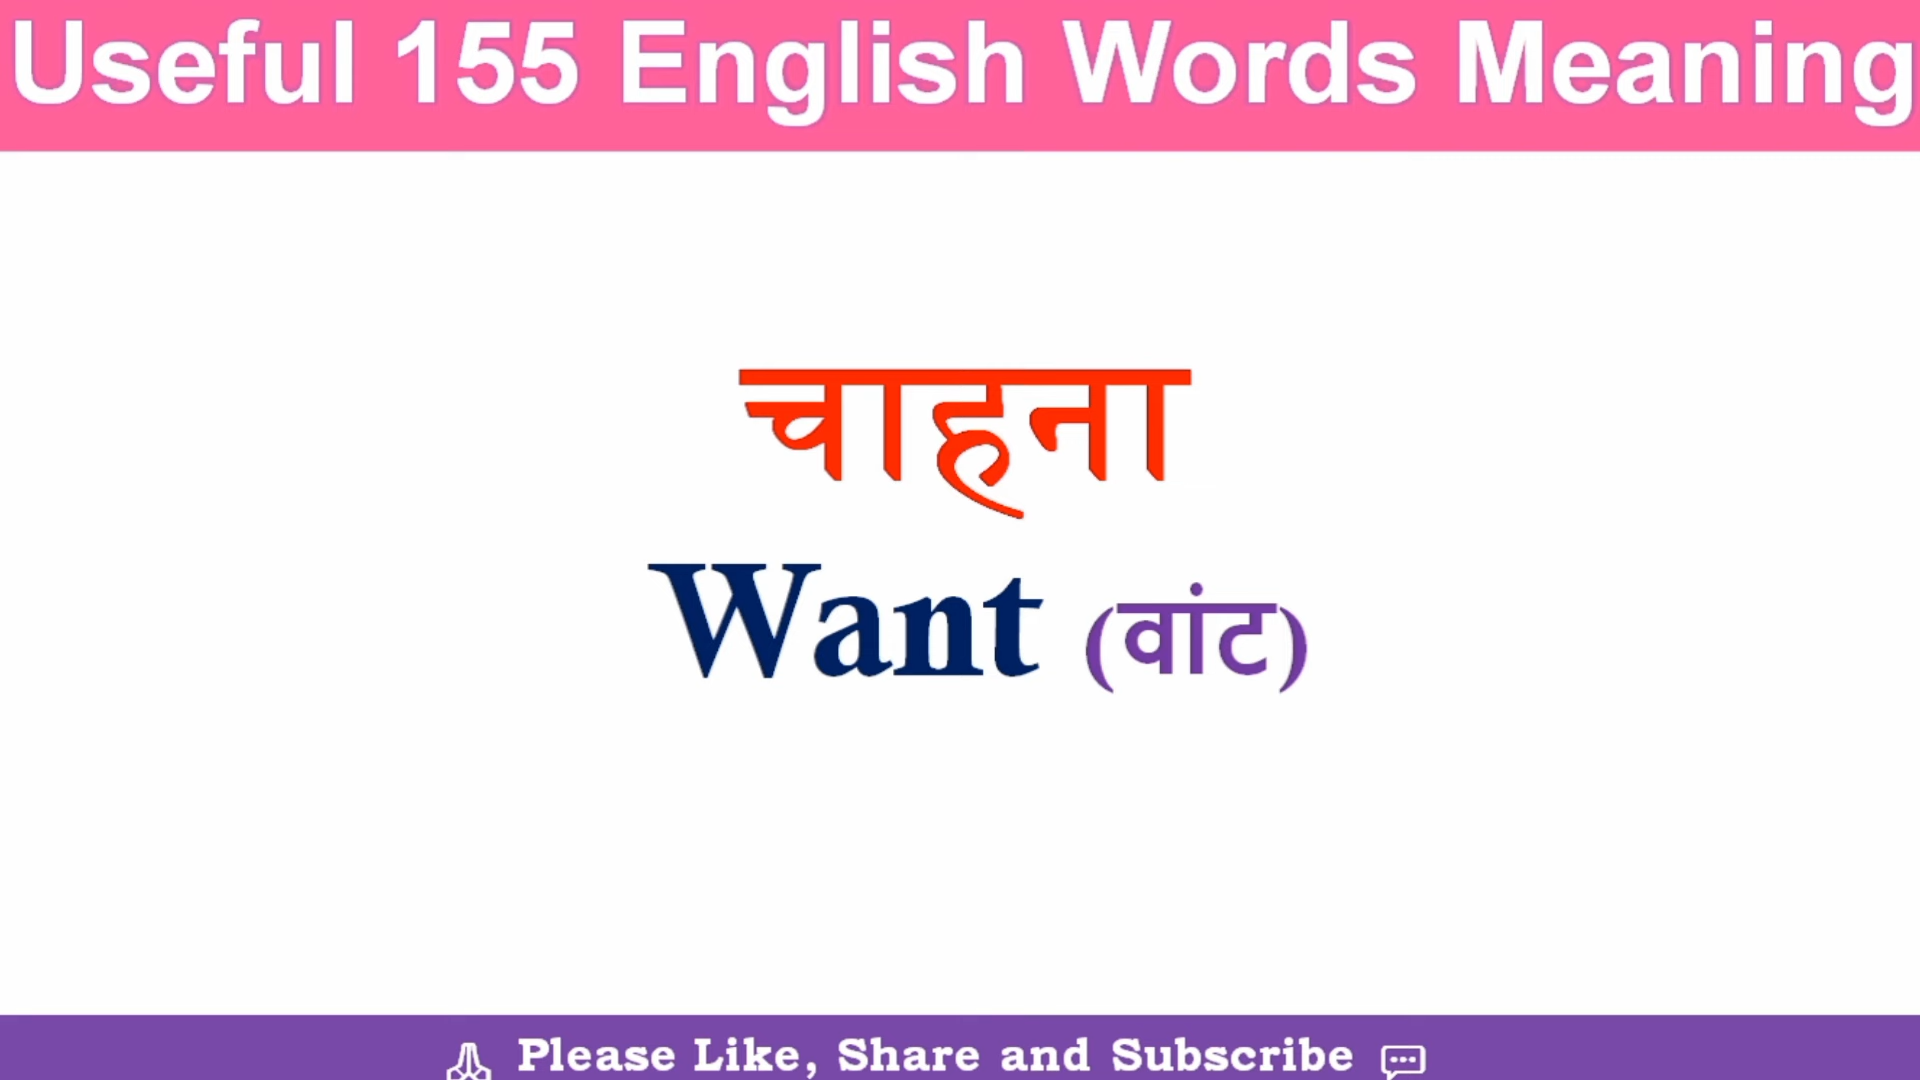 Useful 155 English Words Meaning
चाहना
Want (वांट)
Please Like, Share and Subscribe